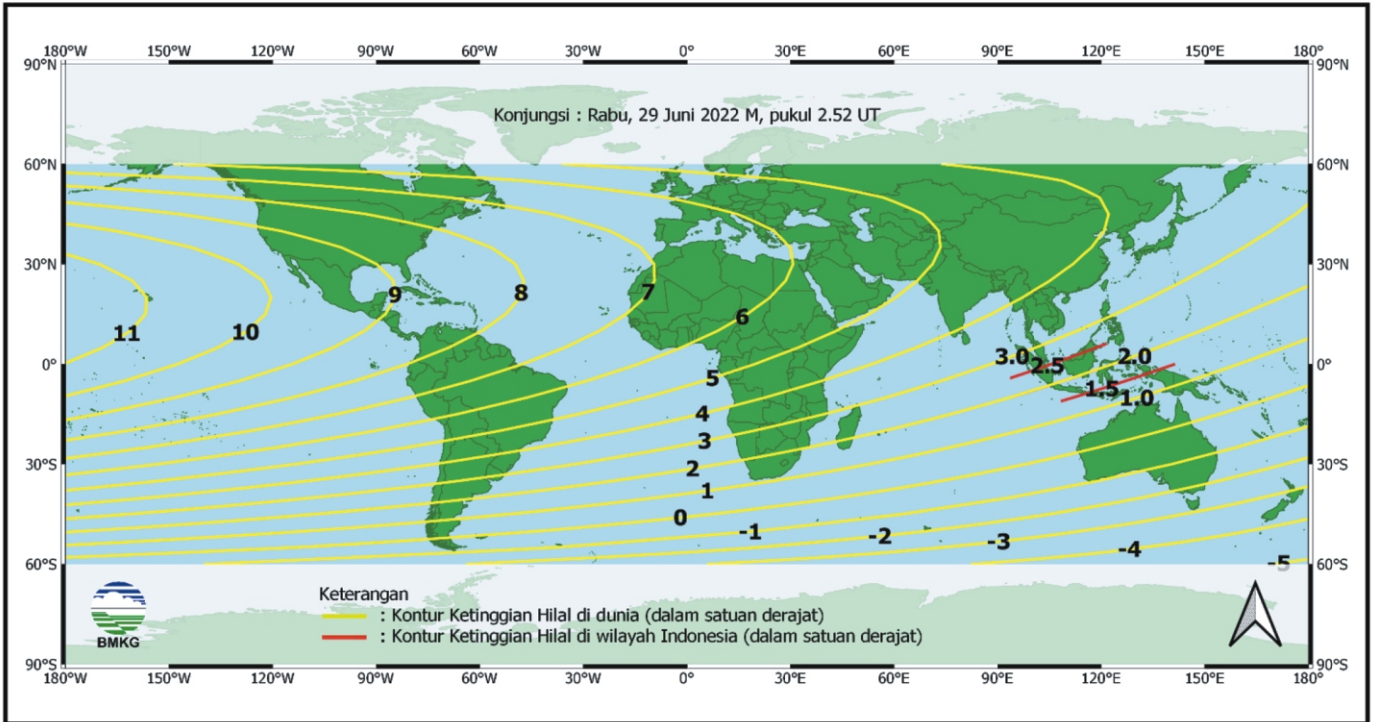 180°W 150°W 120°W 90°W 60°W 30°W 0° 30°E 60°E 90°E 120°E 150°E 180°
90°N 90°N
Konjungsi : Rabu, 29 Juni 2022 M, pukul 2.52 UT
60°N 60°N
30°N 30°N
11 10 9 8 7 6
0° 3.0 2.5 2.0 0°
5 1.5 1.0
4
3
30°S 2 30°S
1
0 -1 -2 -3 -4
60°S -5 60°S
Keterangan
: Kontur Ketinggian Hilal di dunia (dalam satuan derajat)
: Kontur Ketinggian Hilal di wilayah Indonesia (dalam satuan derajat)
BMKG
90°S 90°S
180°W 150°W 120°W 90°W 60°W 30°W 0° 30°E 60°E 90°E 120°E 150°E 180°